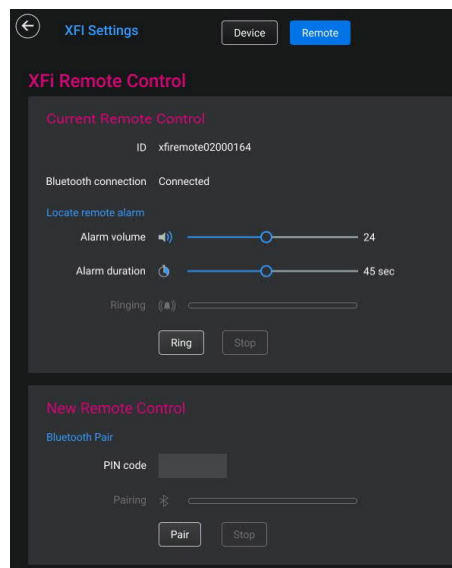 XFI Settings
Device
Remote
XFi Remote Control
Current Remote Control
ID xfiremote02000164
Bluetooth connection Connected
Locate remote alarm
Alarm volume 24
Alarm duration 45 sec
Ringing
Ring
Stop
New Remote Control
Bluetooth Pair
PIN code
Pairing
Pair
Stop